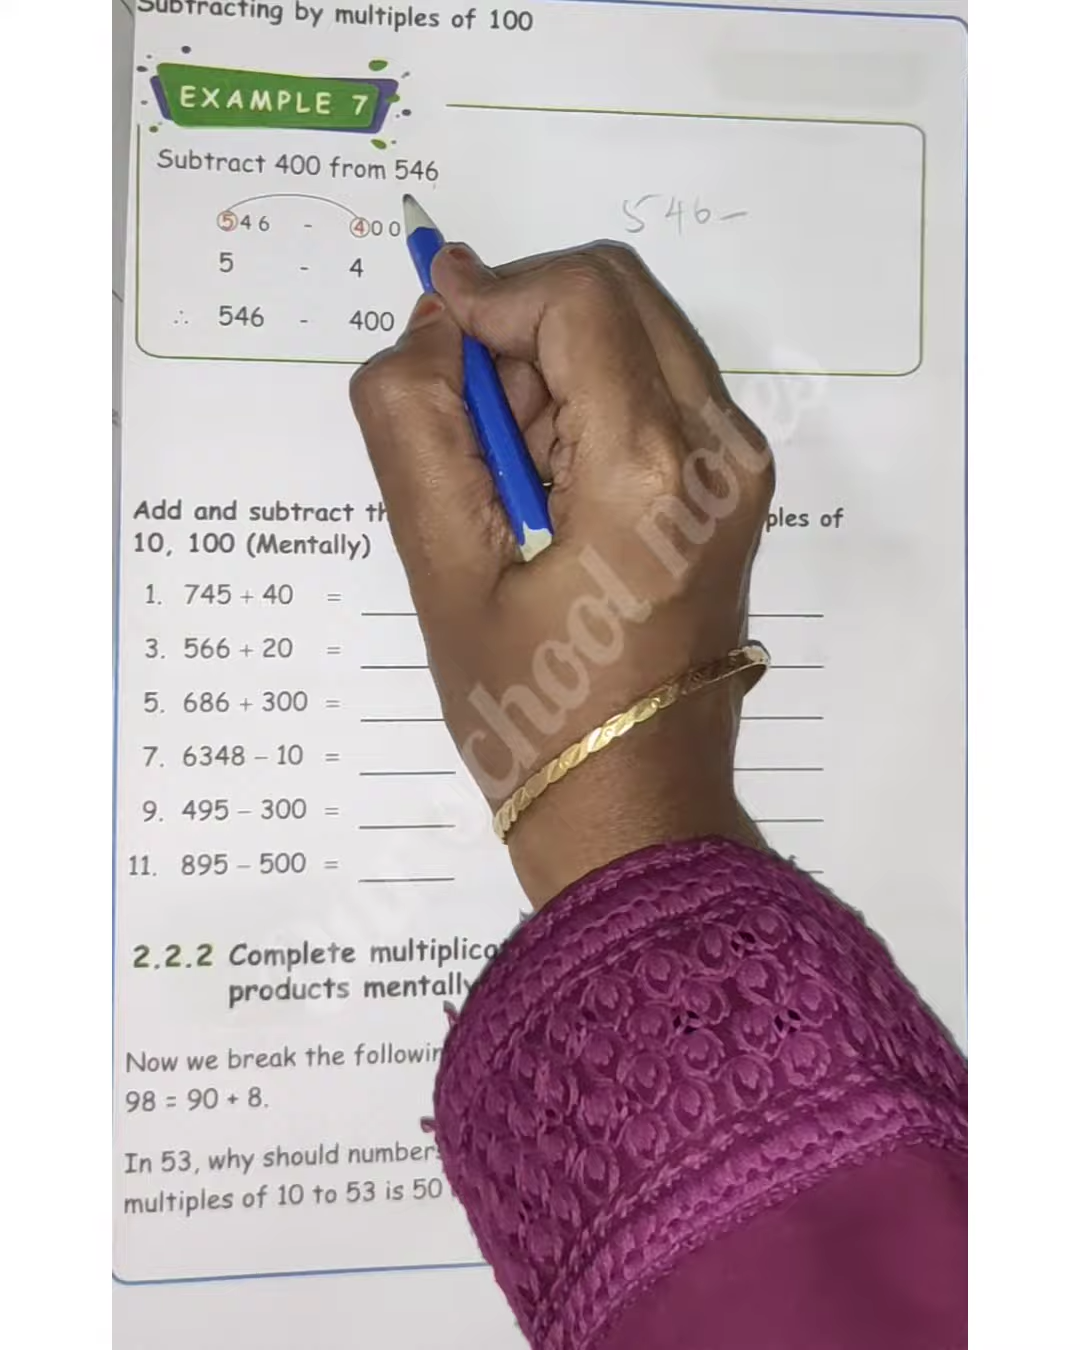 Subtracting by multiples of 100
EXAMPLE 7
Subtract 400 from 546
546 - 400
546 -
5 - 4
∴ 546 - 400
Add and subtract
ples of
10, 100 (Mentally)
1. 745 + 40 =
3. 566 + 20 =
5. 686 + 300 =
7. 6348 – 10 =
9. 495 – 300 =
11. 895 – 500 =
2.2.2 Complete
products mentally
Now we break the
98 = 90 + 8.
In 53, why should
multiples of 10 to 53 is 50
school notes